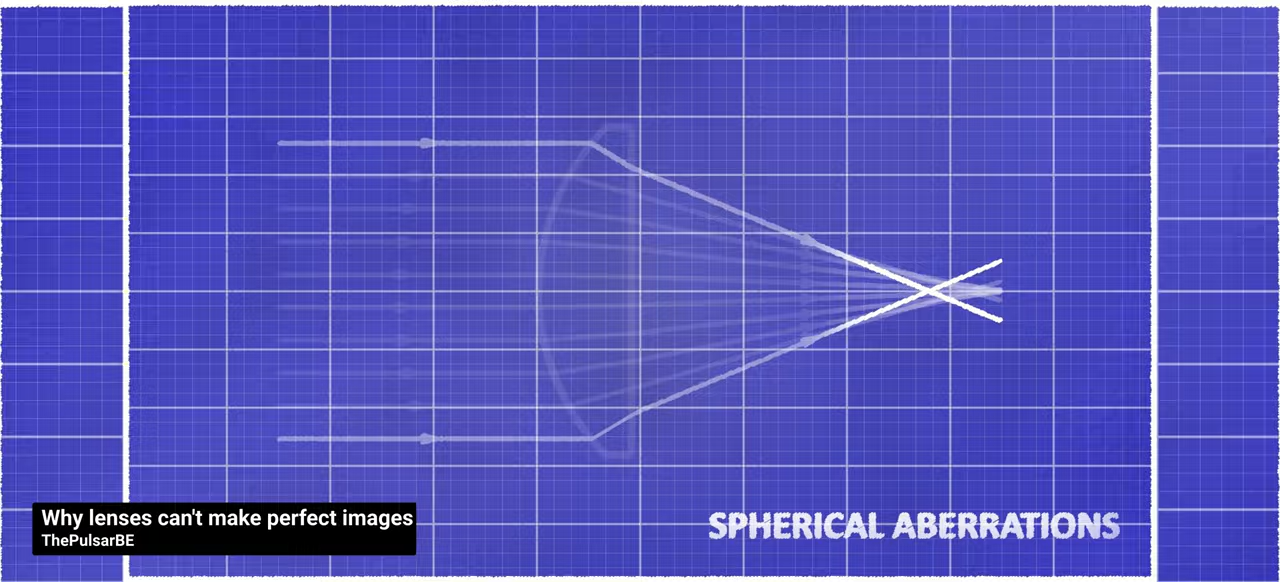 Why lenses can't make perfect images
ThePulsarBE
SPHERICAL ABERRATIONS